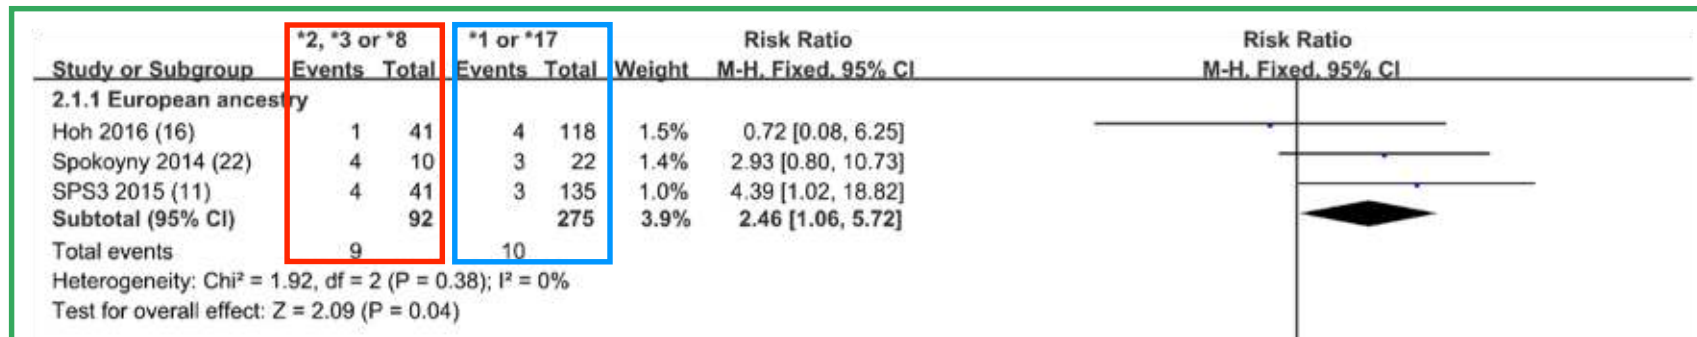 *2, *3 or *8 *1 or *17 Risk Ratio Risk Ratio
Study or Subgroup Events Total Events Total Weight M-H, Fixed, 95% CI M-H, Fixed, 95% CI
2.1.1 European ancestry
Hoh 2016 (16) 1 41 4 118 1.5% 0.72 [0.08, 6.25]
Spokoyny 2014 (22) 4 10 3 22 1.4% 2.93 [0.80, 10.73]
SPS3 2015 (11) 4 41 3 135 1.0% 4.39 [1.02, 18.82]
Subtotal (95% CI) 92 275 3.9% 2.46 [1.06, 5.72]
Total events 9 10
Heterogeneity: Chi² = 1.92, df = 2 (P = 0.38); I² = 0%
Test for overall effect: Z = 2.09 (P = 0.04)